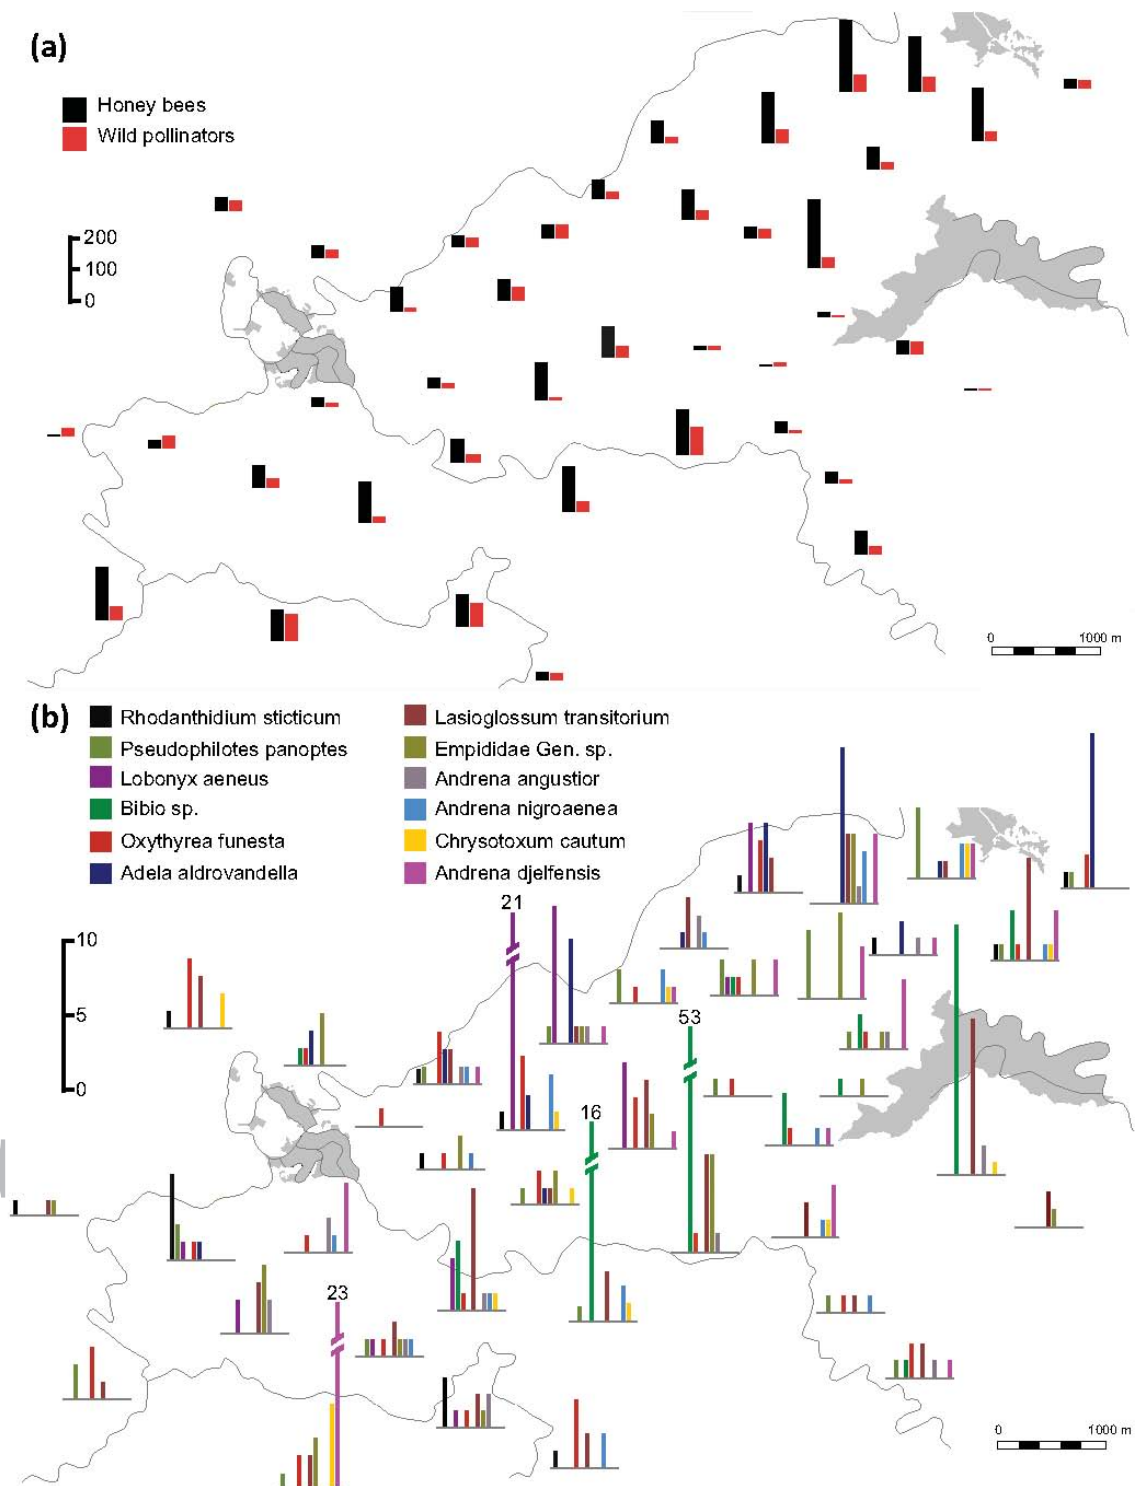 (a)
Honey bees
Wild pollinators
200
100
0
0 1000 m
(b)
Rhodanthidium sticticum
Pseudophilotes panoptes
Lobonyx aeneus
Bibio sp.
Oxythyrea funesta
Adela aldrovandella
Lasioglossum transitorium
Empididae Gen. sp.
Andrena angustior
Andrena nigroaenea
Chrysotoxum cautum
Andrena djelfensis
21
10
5
0
53
16
23
0 1000 m